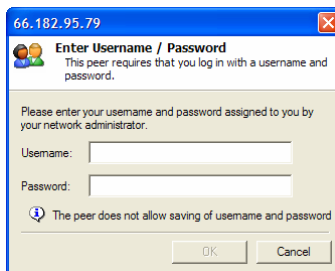 66.182.95.79
Enter Username / Password
This peer requires that you log in with a username and
password.
Please enter your username and password assigned to you by
your network administrator.
Username:
Password:
The peer does not allow saving of username and password
OK
Cancel